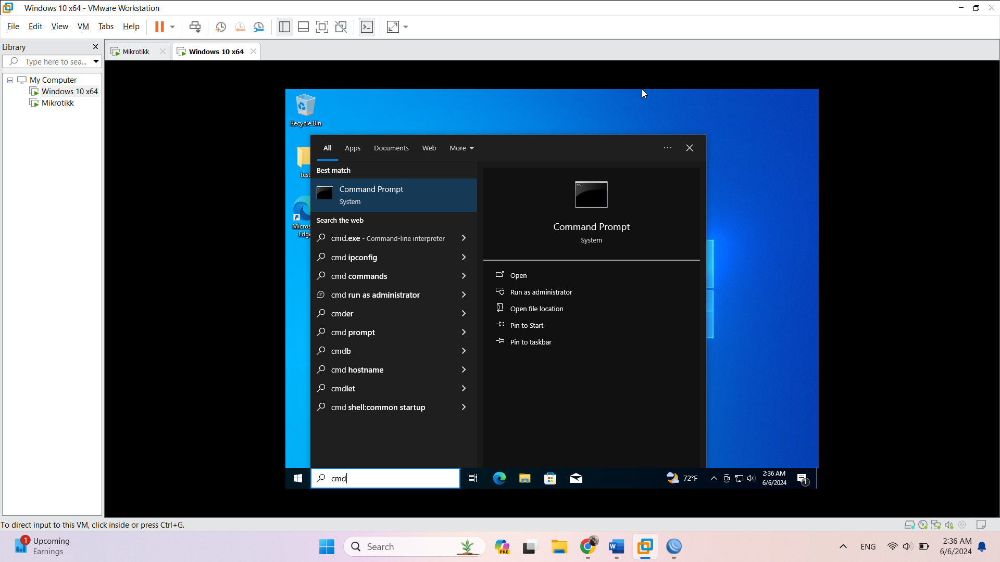 Windows 10 x64 - VMware Workstation
File Edit View VM Tabs Help
Library
Type here to sea...
My Computer
Windows 10 x64
Mikrotikk
Mikrotikk
Windows 10 x64
Recycle Bin
test
Micros
Edge
All Apps Documents Web More
Best match
Command Prompt
System
Search the web
cmd.exe - Command-line interpreter
cmd ipconfig
cmd commands
cmd run as administrator
cmder
cmd prompt
cmdb
cmd hostname
cmdlet
cmd shell:common startup
Command Prompt
System
Open
Run as administrator
Open file location
Pin to Start
Pin to taskbar
cmd
72°F
2:36 AM
6/6/2024
1
To direct input to this VM, click inside or press Ctrl+G.
1
Upcoming
Earnings
Search
PRE
W
ENG
2:36 AM
6/6/2024